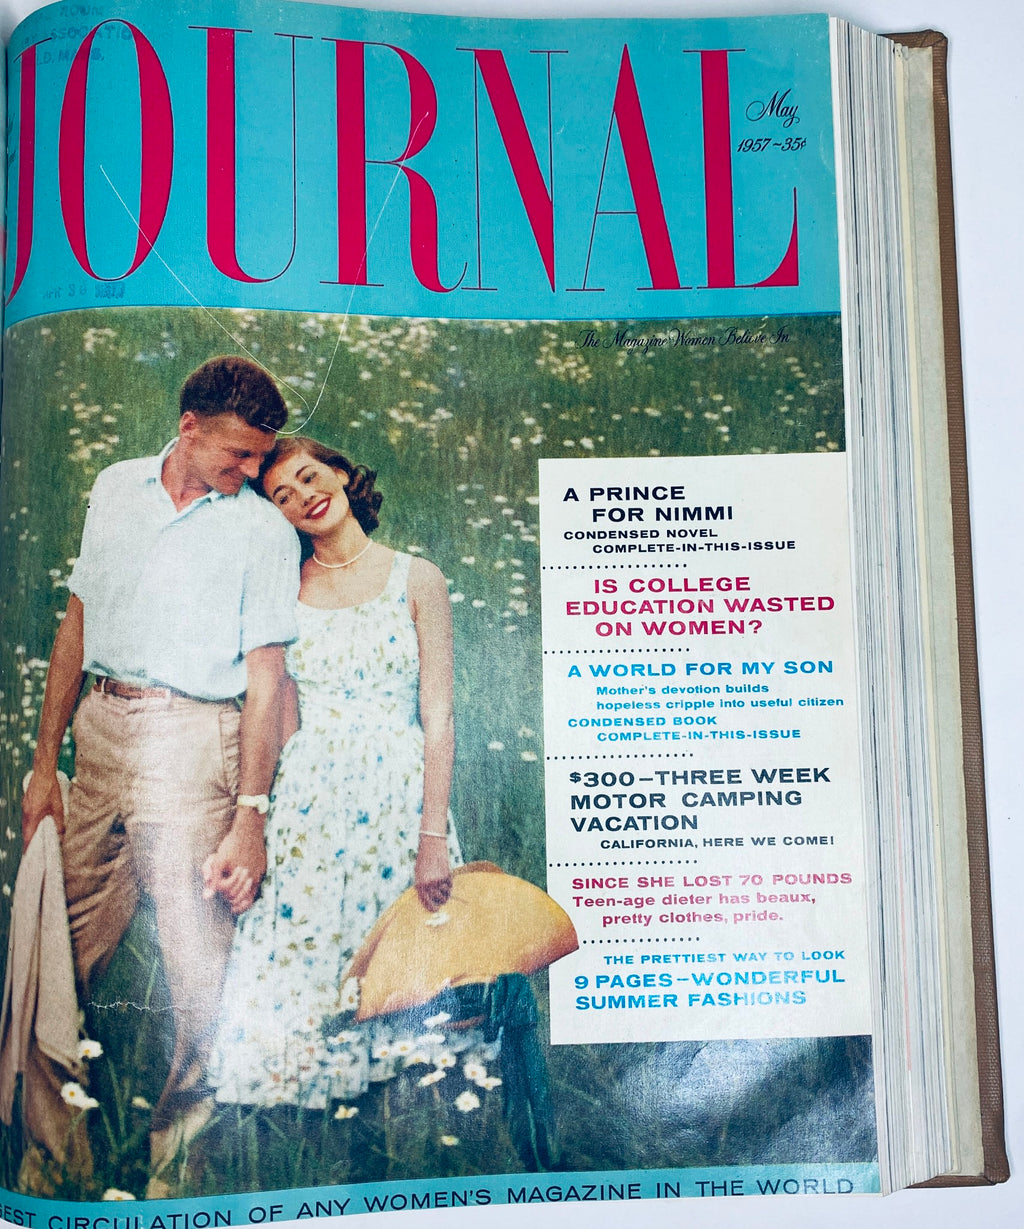 JOURNAL
May
1957~35¢
The Magazine Women Believe In
A PRINCE
FOR NIMMI
CONDENSED NOVEL
COMPLETE-IN-THIS-ISSUE
IS COLLEGE
EDUCATION WASTED
ON WOMEN?
A WORLD FOR MY SON
Mother's devotion builds
hopeless cripple into useful citizen
CONDENSED BOOK
COMPLETE-IN-THIS-ISSUE
$300—THREE WEEK
MOTOR CAMPING
VACATION
CALIFORNIA, HERE WE COME!
SINCE SHE LOST 70 POUNDS
Teen-age dieter has beaux,
pretty clothes, pride.
THE PRETTIEST WAY TO LOOK
9 PAGES—WONDERFUL
SUMMER FASHIONS
CIRCULATION OF ANY WOMEN'S MAGAZINE IN THE WORLD